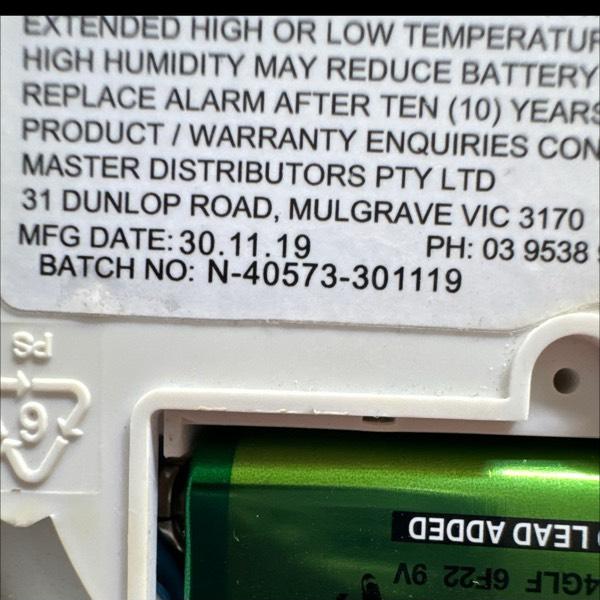 EXTENDED HIGH OR LOW TEMPERATUR
HIGH HUMIDITY MAY REDUCE BATTERY
REPLACE ALARM AFTER TEN (10) YEARS
PRODUCT / WARRANTY ENQUIRIES CON
MASTER DISTRIBUTORS PTY LTD
31 DUNLOP ROAD, MULGRAVE VIC 3170
MFG DATE: 30.11.19 PH: 03 9538
BATCH NO: N-40573-301119
PS
6
LEAD ADDED
4GLF 6F22 9V